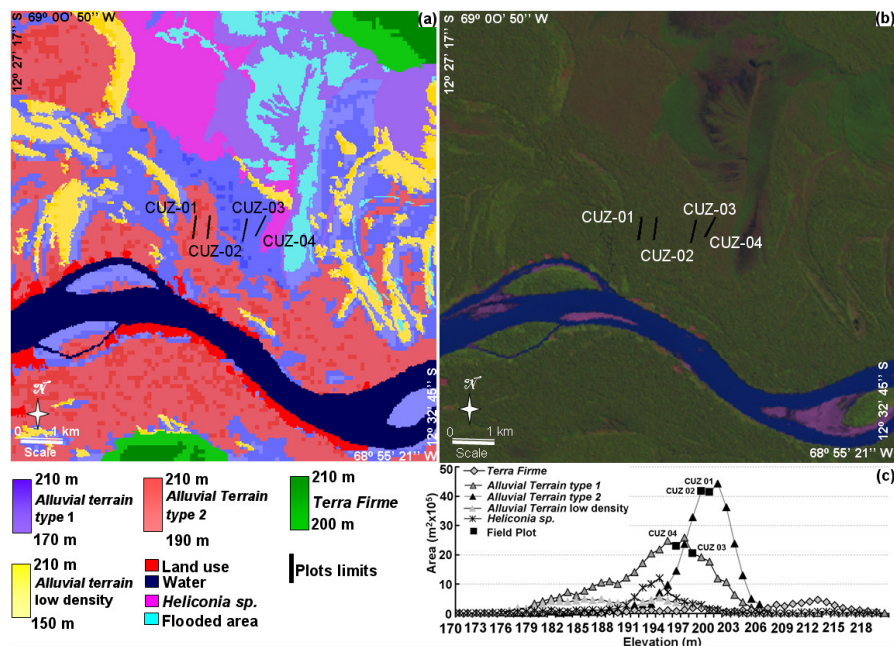 69º 00' 50'' W
(a)
12º 27' 17'' S
CUZ-01
CUZ-03
CUZ-02
CUZ-04
N
0 1 km
Scale
12º 32' 45'' S
68º 55' 21'' W
69º 00' 50'' W
(b)
12º 27' 17'' S
CUZ-01
CUZ-03
CUZ-02
CUZ-04
N
0 1 km
Scale
12º 32' 45'' S
68º 55' 21'' W
210 m
Alluvial terrain
type 1
170 m
210 m
Alluvial Terrain
type 2
190 m
210 m
Terra Firme
200 m
210 m
Alluvial terrain
low density
150 m
Land use
Water
Heliconia sp.
Flooded area
Plots limits
(c)
50
40
30
20
10
0
Area (m²x10⁵)
Terra Firme
Alluvial Terrain type 1
Alluvial Terrain type 2
Alluvial Terrain low density
Heliconia sp.
Field Plot
CUZ 01
CUZ 02
CUZ 04
CUZ 03
170 173 176 179 182 185 188 191 194 197 200 203 206 209 212 215 218
Elevation (m)